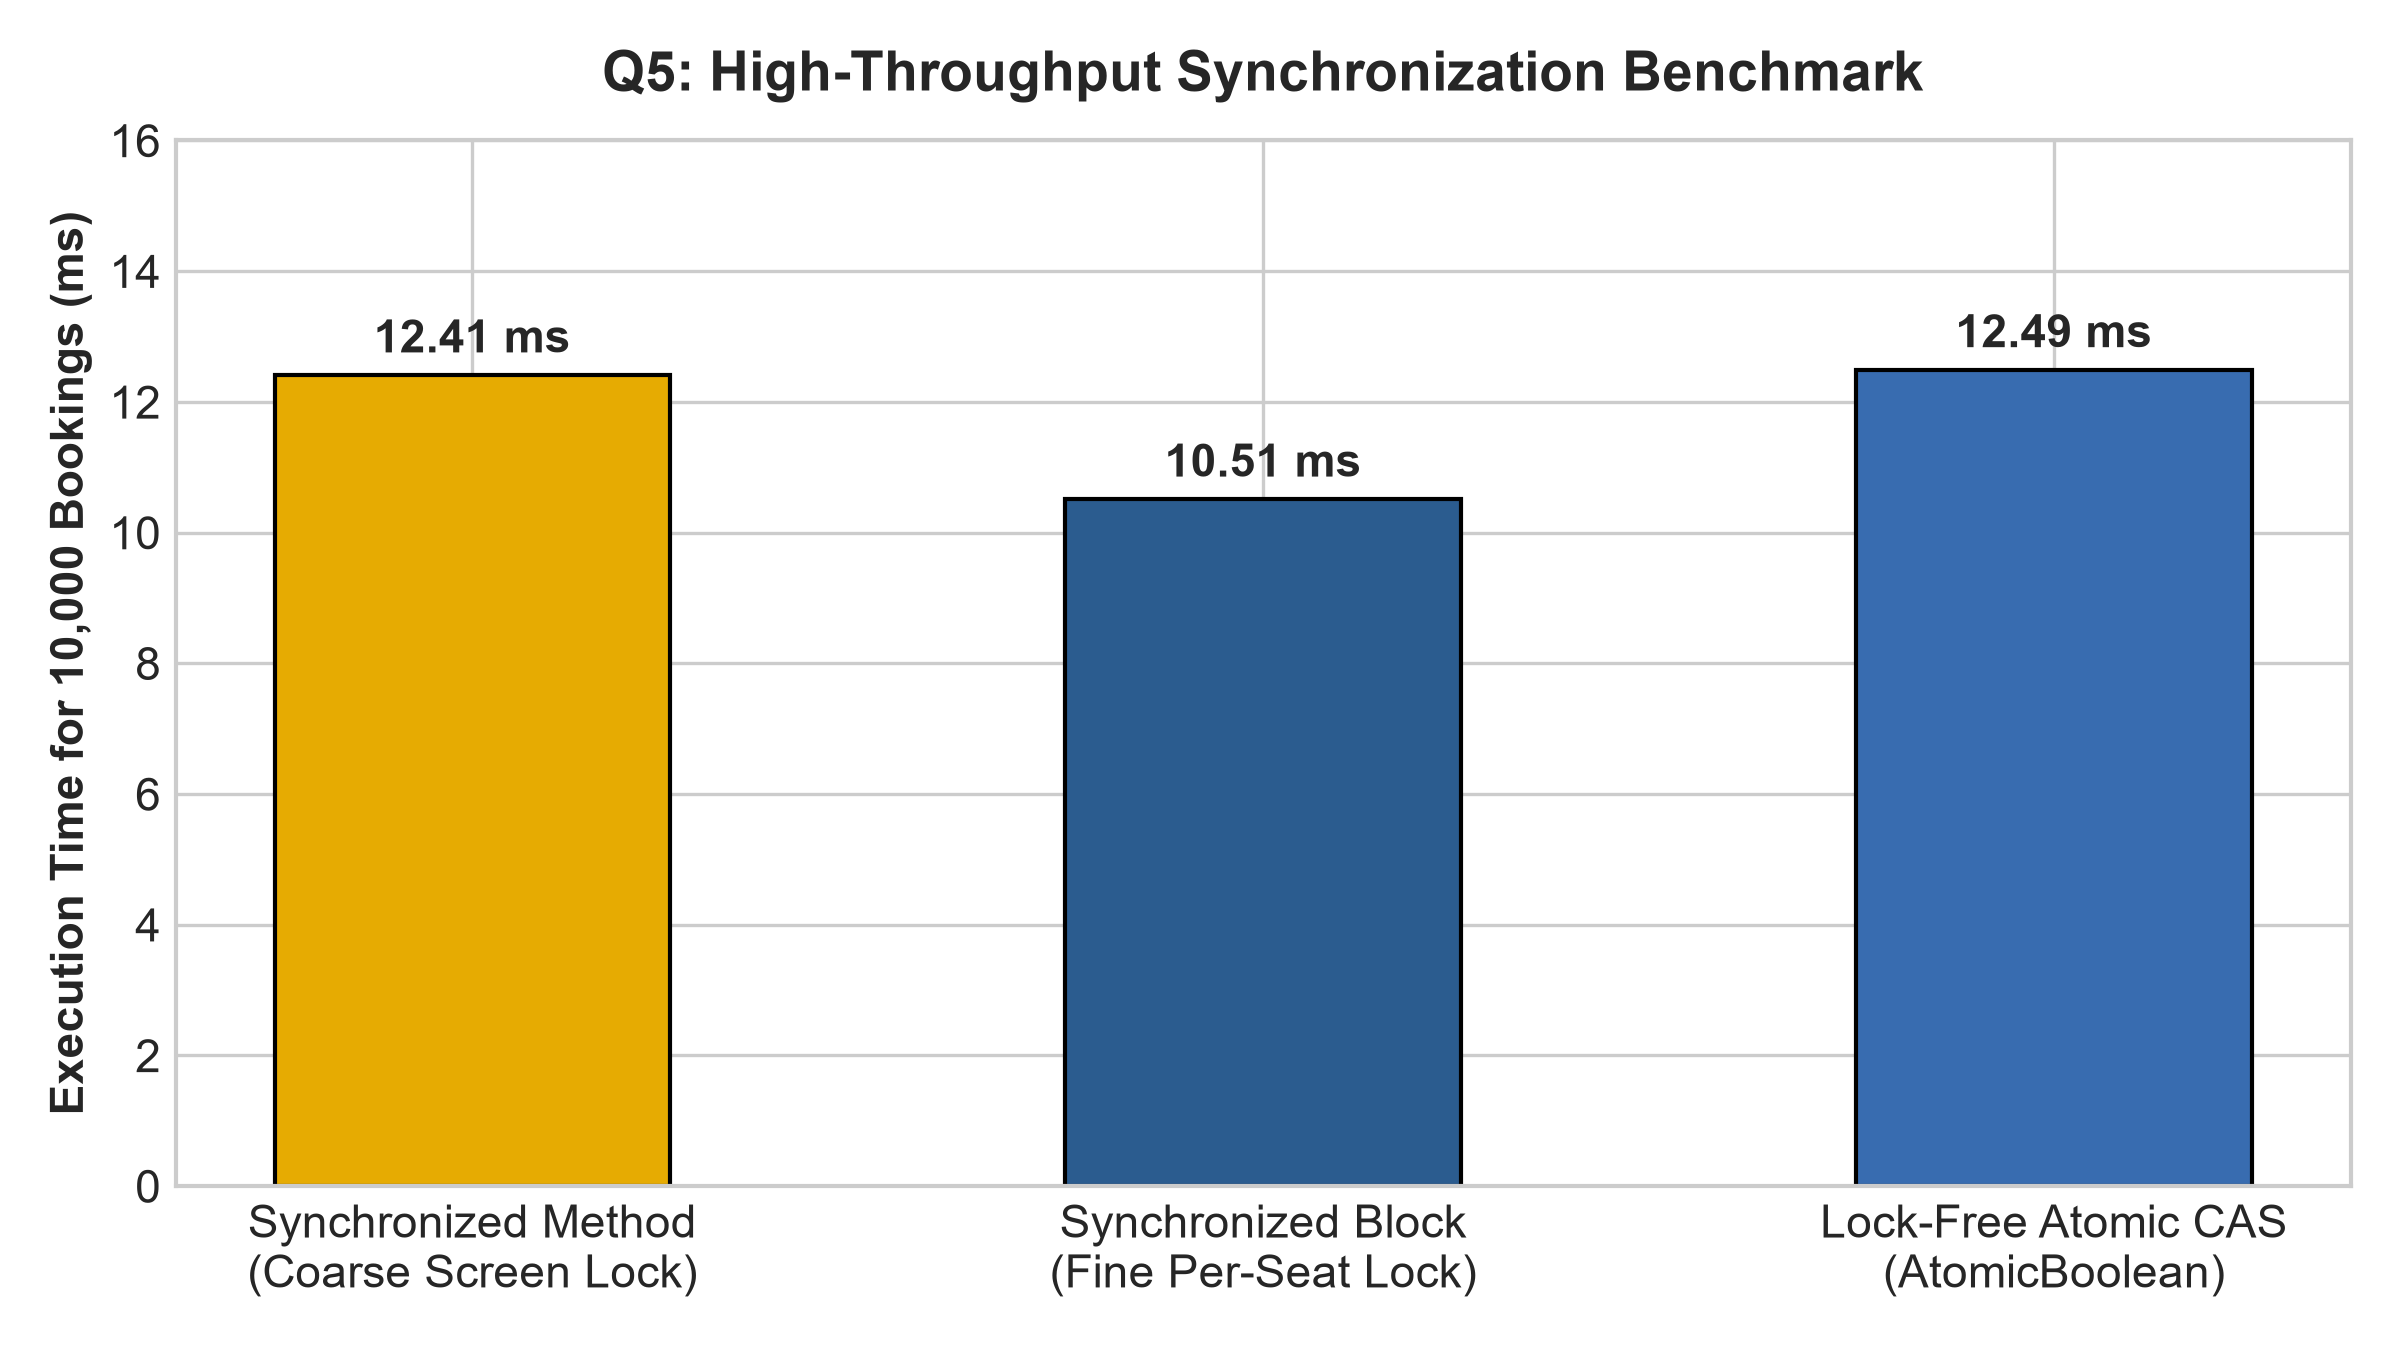 Q5: High-Throughput Synchronization Benchmark
Execution Time for 10,000 Bookings (ms)
16
14
12
10
8
6
4
2
0
12.41 ms
10.51 ms
12.49 ms
Synchronized Method
(Coarse Screen Lock)
Synchronized Block
(Fine Per-Seat Lock)
Lock-Free Atomic CAS
(AtomicBoolean)